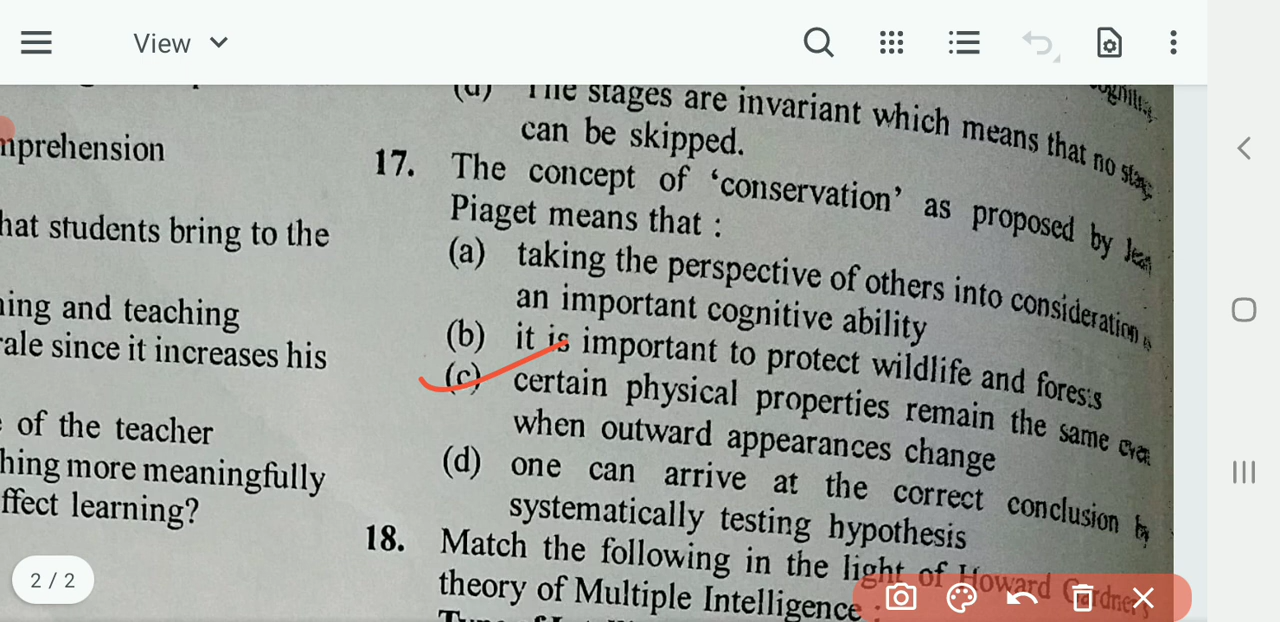 View
(d) The stages are invariant which means that no stage
can be skipped.
mprehension
17. The concept of ‘conservation’ as proposed by Jean
Piaget means that :
hat students bring to the
(a) taking the perspective of others into consideration is
an important cognitive ability
ning and teaching
(b) it is important to protect wildlife and forests
rale since it increases his
(c) certain physical properties remain the same even
when outward appearances change
of the teacher
(d) one can arrive at the correct conclusion by
hing more meaningfully
systematically testing hypothesis
ffect learning?
18. Match the following in the light of Howard Gardner's
theory of Multiple Intelligence :
2 / 2